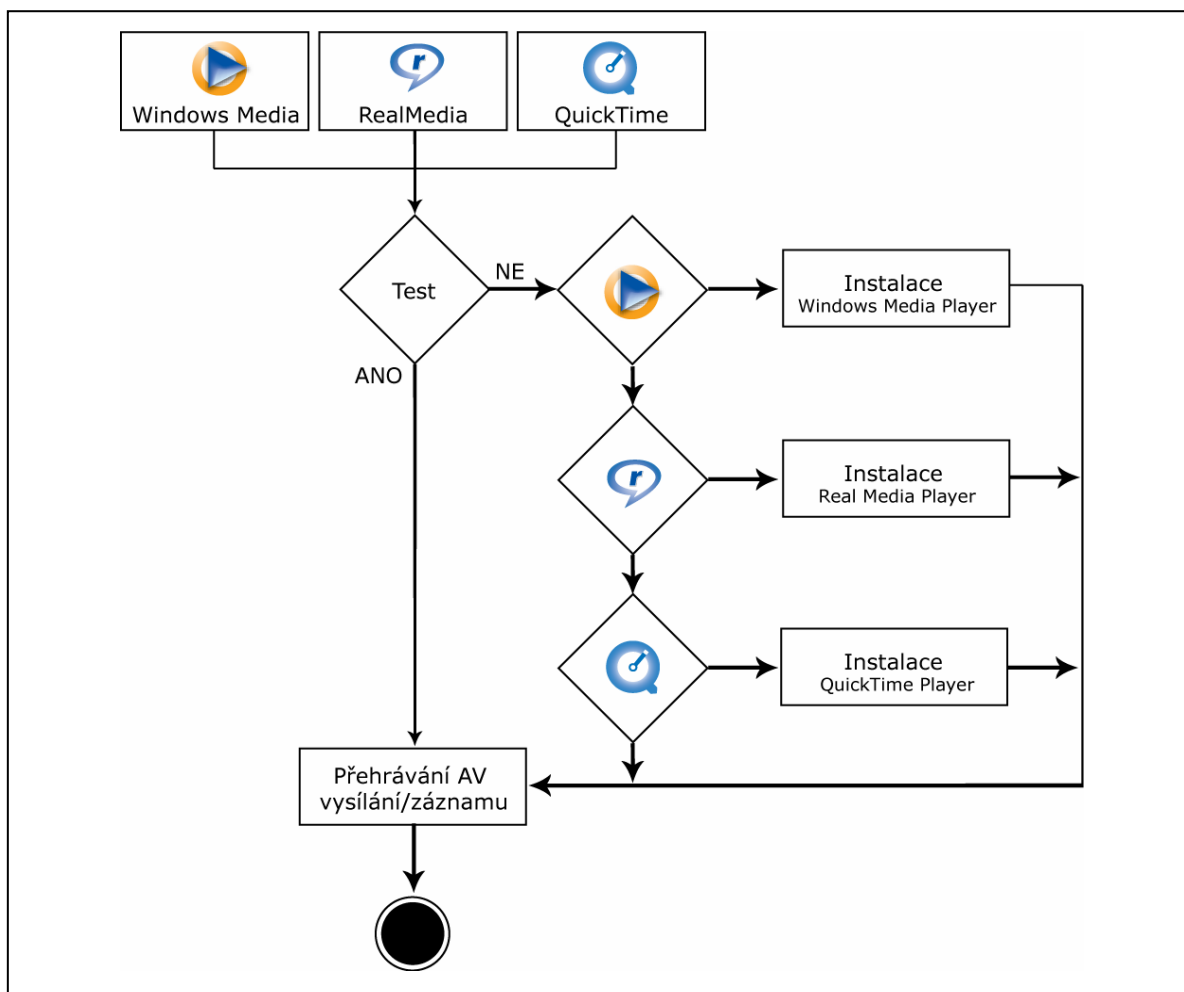 Windows Media
RealMedia
QuickTime
Test
NE
ANO
Instalace
Windows Media Player
Instalace
Real Media Player
Instalace
QuickTime Player
Přehrávání AV
vysílání/záznamu